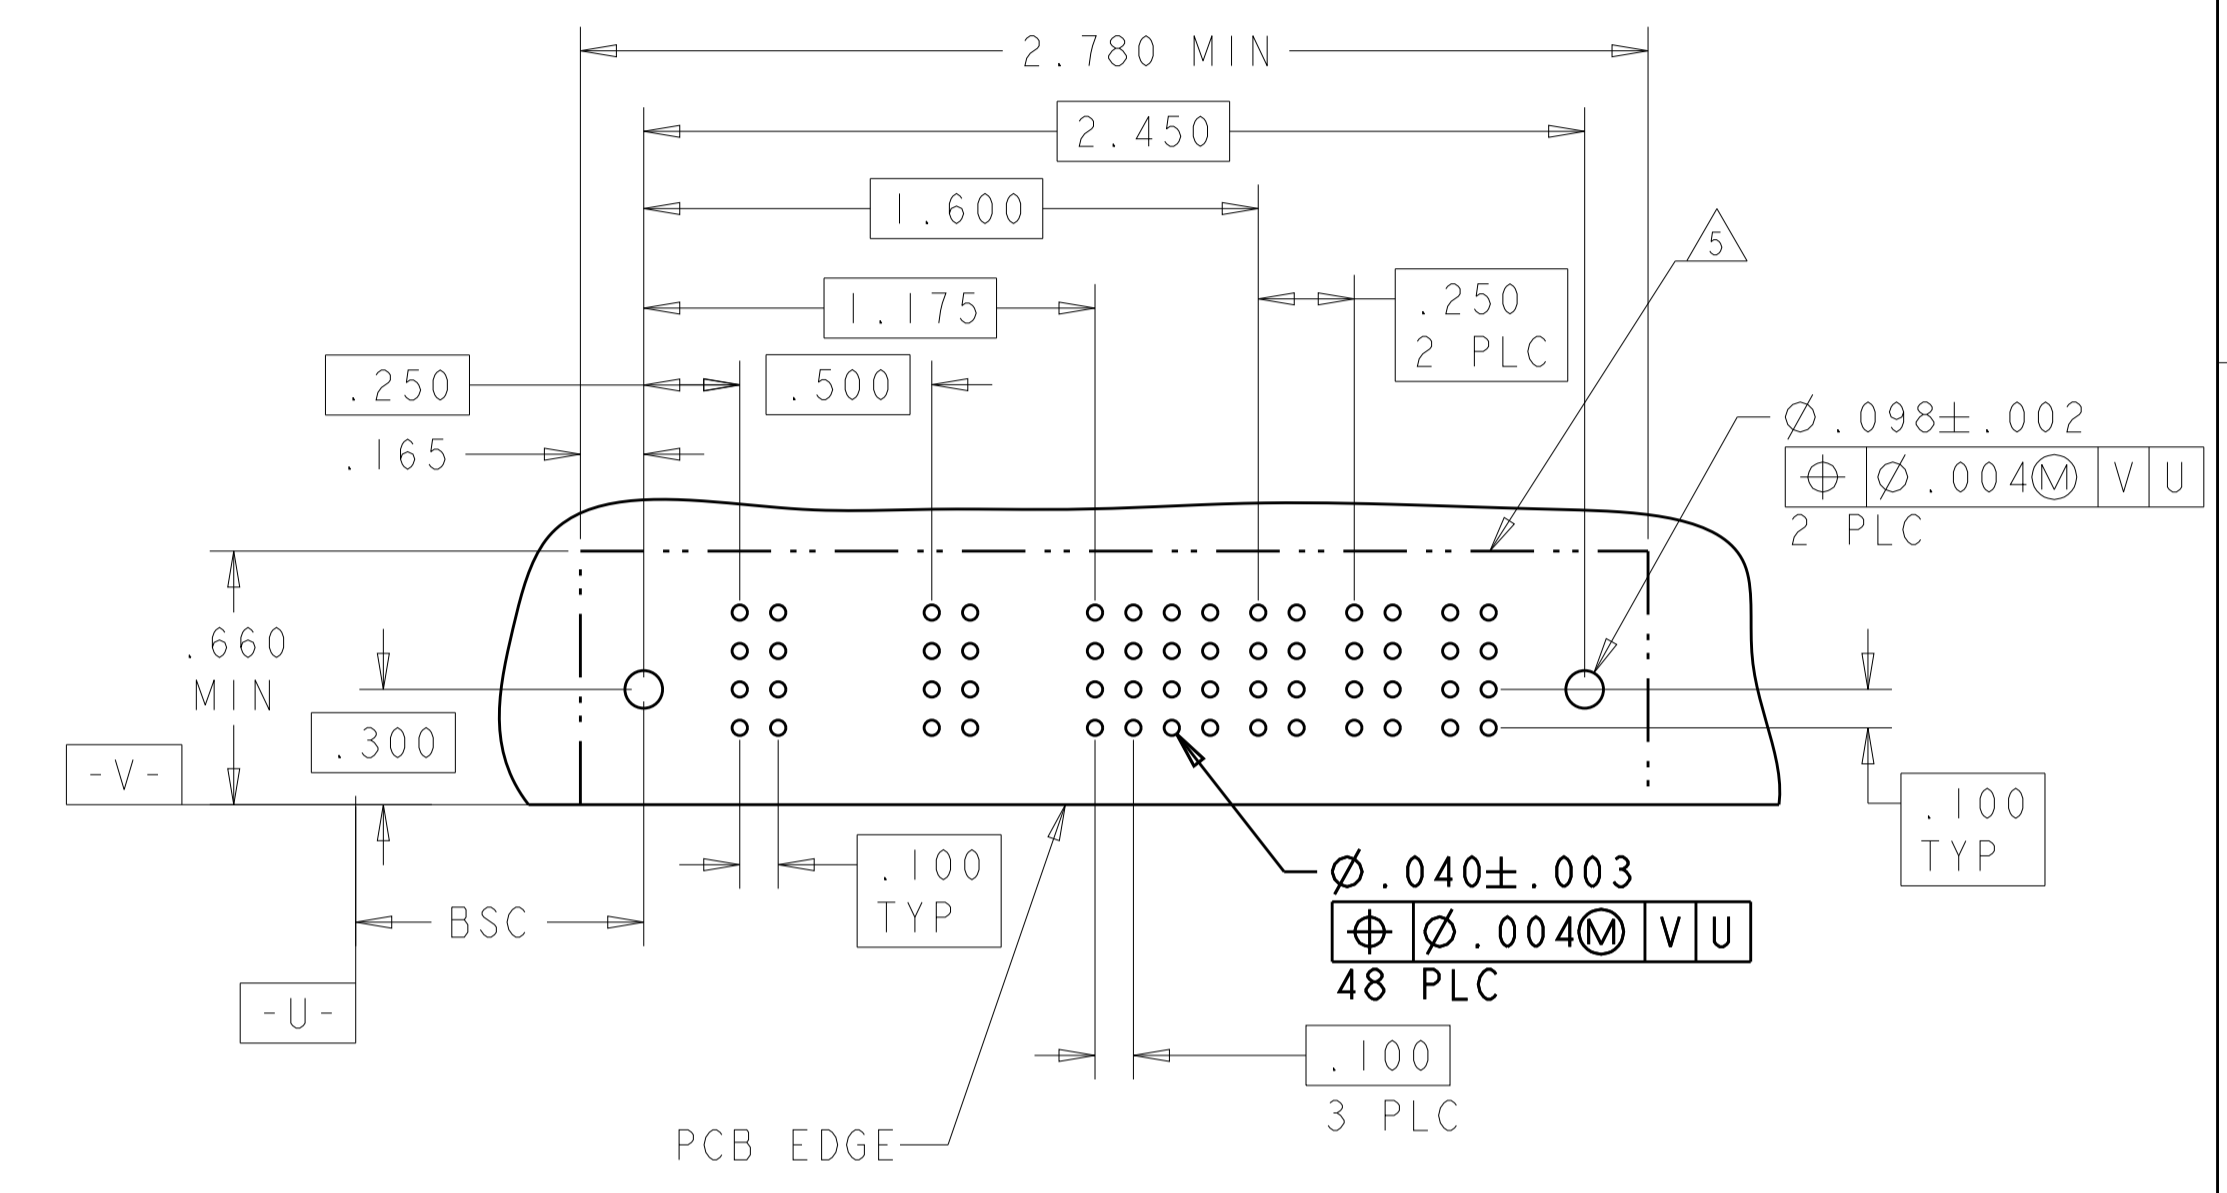 2.780 MIN
2.450
1.600
5
1.175
.250
2 PLC
.250
.500
.165
Ø.098±.002
⌖ Ø.004Ⓜ V U
2 PLC
.660
MIN
.300
-V-
.100
TYP
.100
TYP
Ø.040±.003
⌖ Ø.004Ⓜ V U
48 PLC
BSC
-U-
.100
3 PLC
PCB EDGE